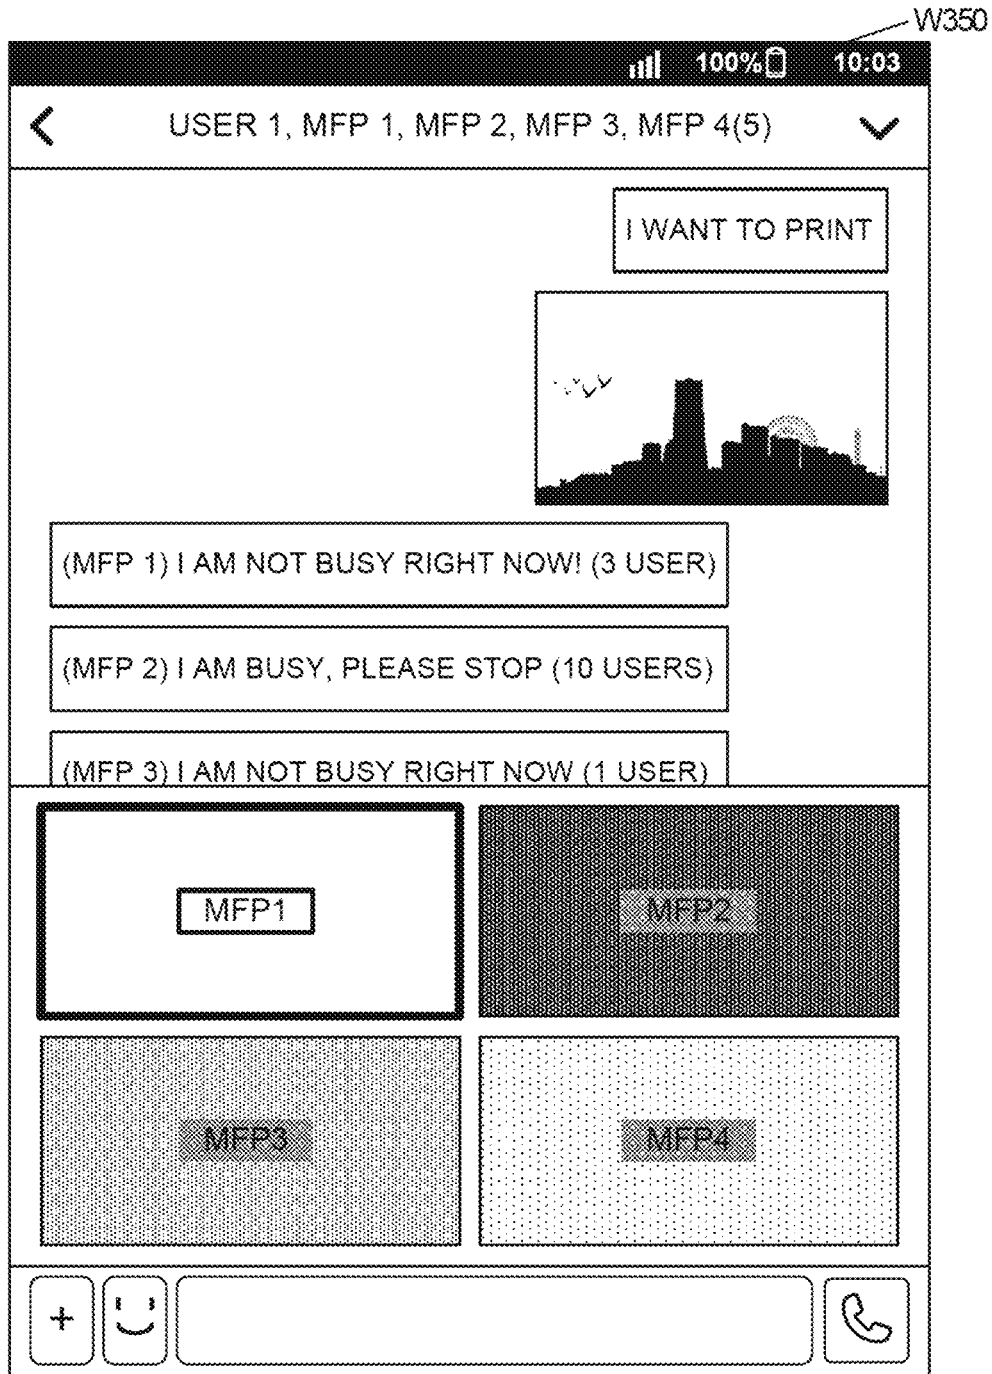 W350
100% 10:03
USER 1, MFP 1, MFP 2, MFP 3, MFP 4(5)
I WANT TO PRINT
(MFP 1) I AM NOT BUSY RIGHT NOW! (3 USER)
(MFP 2) I AM BUSY, PLEASE STOP (10 USERS)
(MFP 3) I AM NOT BUSY RIGHT NOW (1 USER)
MFP1
MFP2
MFP3
MFP4
+